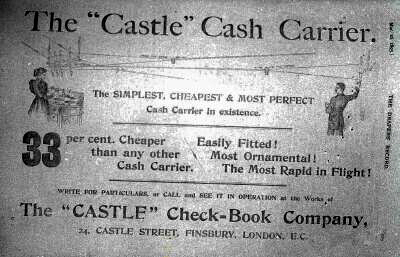 The "Castle" Cash Carrier.
The SIMPLEST, CHEAPEST & MOST PERFECT
Cash Carrier in existence.
33 per cent. Cheaper
than any other
Cash Carrier.
Easily Fitted!
Most Ornamental!
The Most Rapid in Flight!
WRITE FOR PARTICULARS, or CALL and SEE IT IN OPERATION at the Works of
The "CASTLE" Check-Book Company,
24, CASTLE STREET, FINSBURY, LONDON, E.C.
THE DRAPERS RECORD